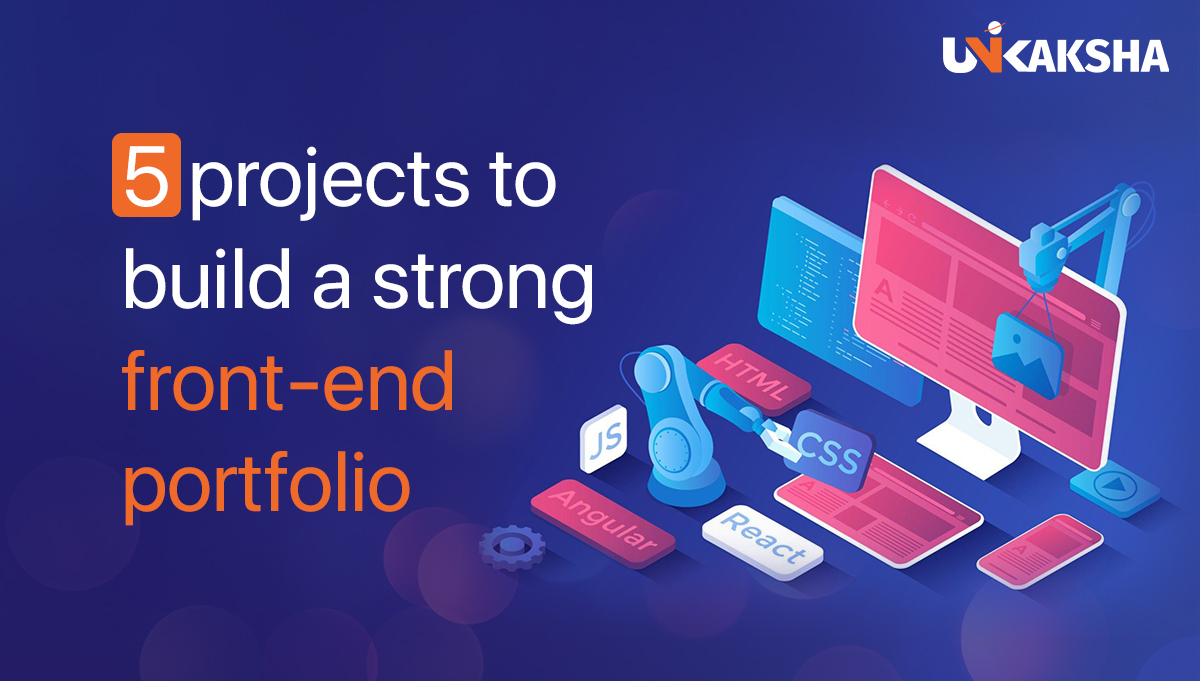 UNIKAKSHA
5 projects to
build a strong
front-end
portfolio
HTML
JS
CSS
Angular
React
A
A
A